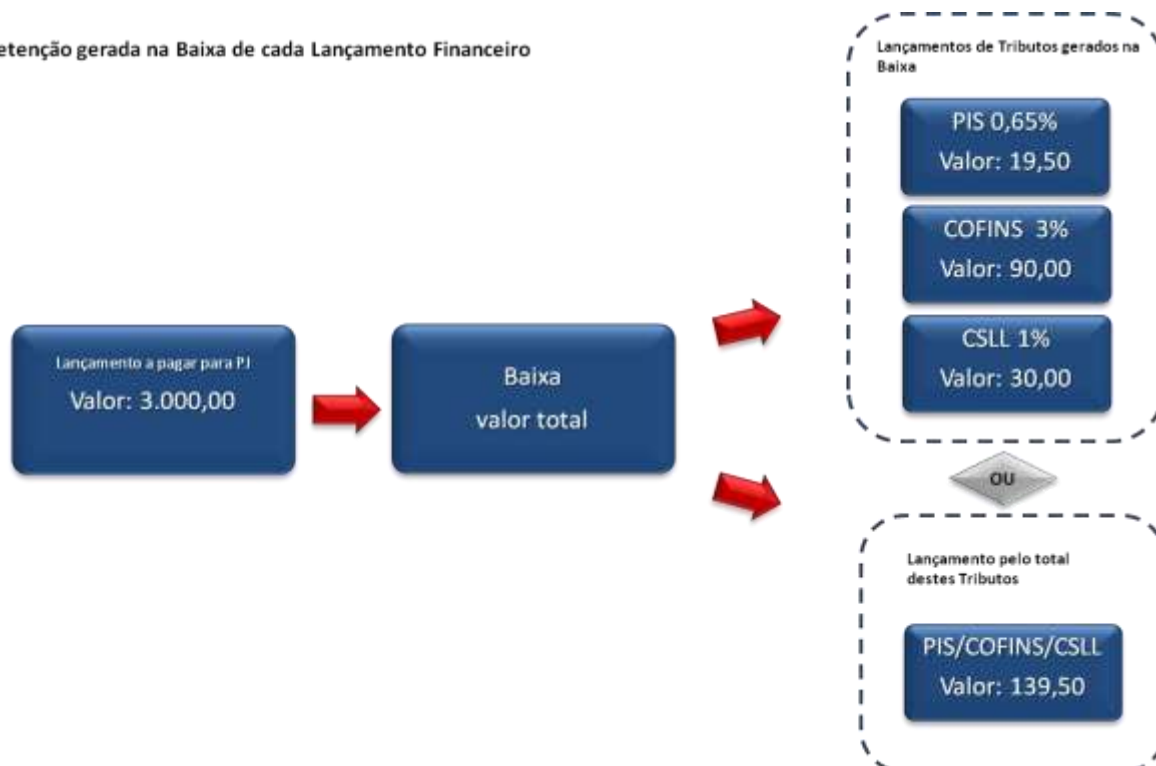 etenção gerada na Baixa de cada Lançamento Financeiro
Lançamentos de Tributos gerados na
Baixa
PIS 0,65%
Valor: 19,50
COFINS 3%
Valor: 90,00
CSLL 1%
Valor: 30,00
Lançamento a pagar para PJ
Valor: 3.000,00
Baixa
valor total
OU
Lançamento pelo total
destes Tributos
PIS/COFINS/CSLL
Valor: 139,50